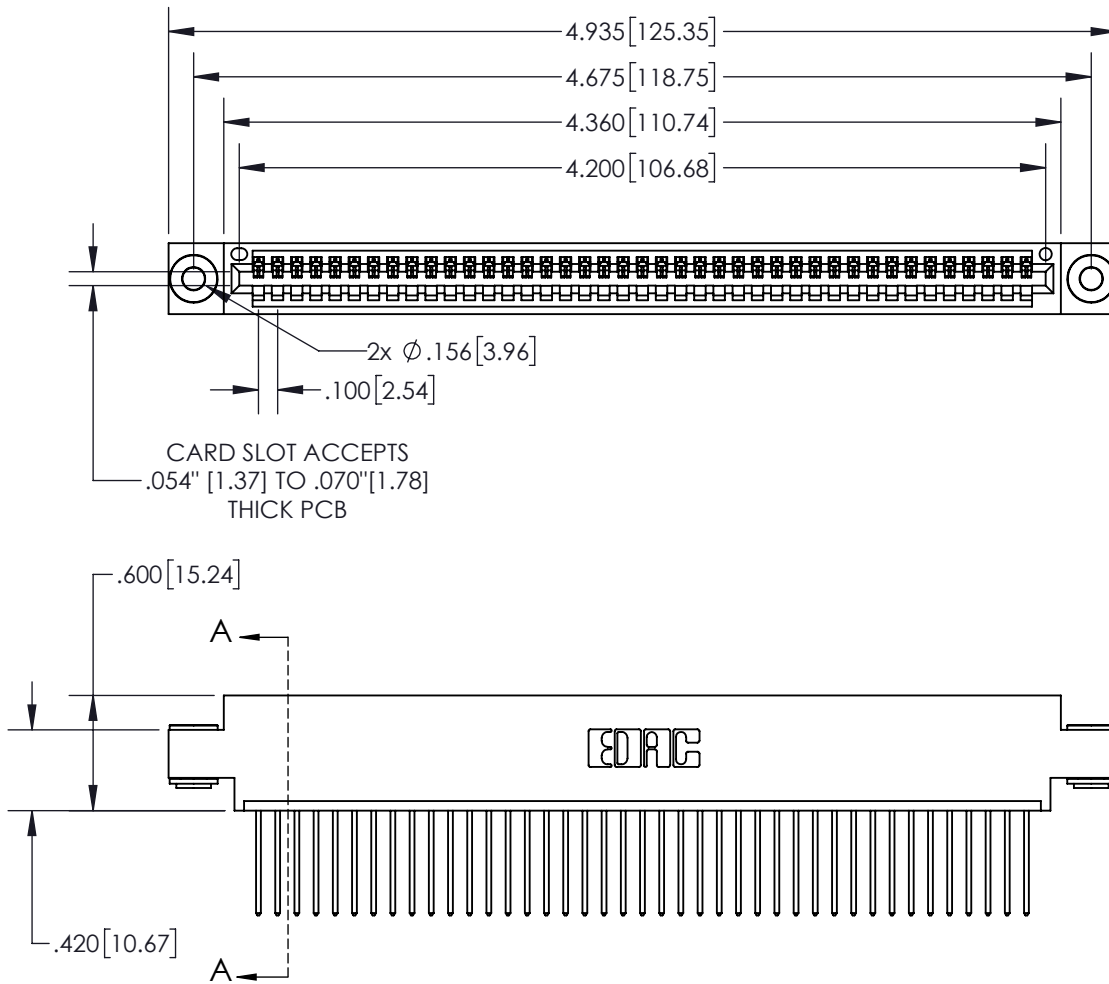 4.935[125.35]
4.675[118.75]
4.360[110.74]
4.200[106.68]
2x Ø.156[3.96]
.100[2.54]
CARD SLOT ACCEPTS
.054" [1.37] TO .070"[1.78]
THICK PCB
.600[15.24]
A
EDAC
.420[10.67]
A